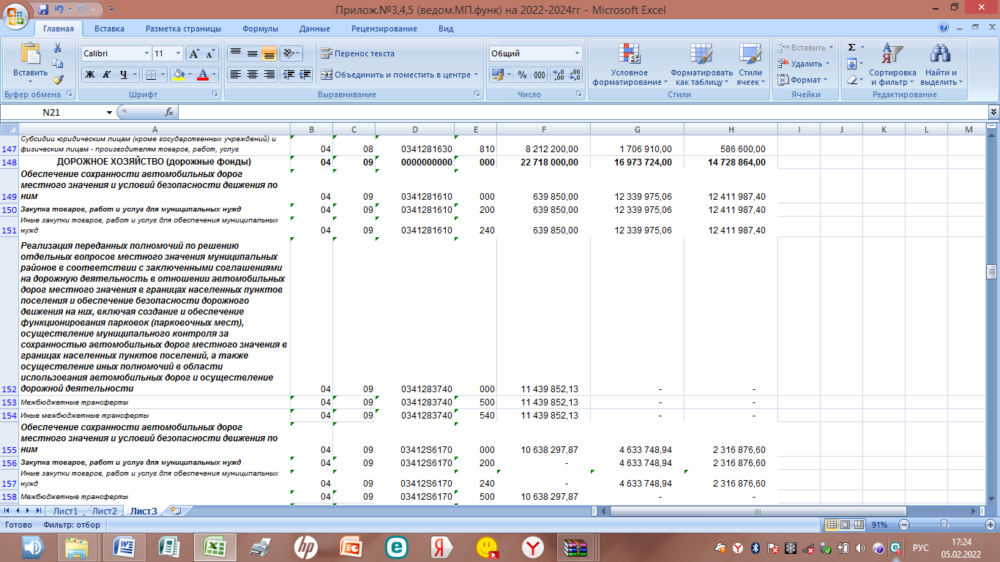 Прилож.№3,4,5 (ведом.МП.функ) на 2022-2024гг - Microsoft Excel
Главная Вставка Разметка страницы Формулы Данные Рецензирование Вид
Calibri 11 Перенос текста Общий
Вставить Ж К Ч А Объединить и поместить в центре % 000 Условное форматирование Форматировать как таблицу Стили ячеек Вставить Удалить Формат Σ Сортировка и фильтр Найти и выделить
Буфер обмена Шрифт Выравнивание Число Стили Ячейки Редактирование
N21 fx
A B C D E F G H I J K L M
Субсидии юридическим лицам (кроме государственных учреждений) и
147 физическим лицам - производителям товаров, работ, услуг 04 08 0341281630 810 8 212 200,00 1 706 910,00 586 600,00
148 ДОРОЖНОЕ ХОЗЯЙСТВО (дорожные фонды) 04 09 0000000000 000 22 718 000,00 16 973 724,00 14 728 864,00
Обеспечение сохранности автомобильных дорог
местного значения и условий безопасности движения по
149 ним 04 09 0341281610 000 639 850,00 12 339 975,06 12 411 987,40
150 Закупка товаров, работ и услуг для муниципальных нужд 04 09 0341281610 200 639 850,00 12 339 975,06 12 411 987,40
Иные закупки товаров, работ и услуг для обеспечения муниципальных
151 нужд 04 09 0341281610 240 639 850,00 12 339 975,06 12 411 987,40
Реализация переданных полномочий по решению
отдельных вопросов местного значения муниципальных
районов в соответствии с заключенными соглашениями
на дорожную деятельность в отношении автомобильных
дорог местного значения в границах населенных пунктов
поселения и обеспечение безопасности дорожного
движения на них, включая создание и обеспечение
функционирования парковок (парковочных мест),
осуществление муниципального контроля за
сохранностью автомобильных дорог местного значения в
границах населенных пунктов поселений, а также
осуществление иных полномочий в области
использования автомобильных дорог и осуществление
152 дорожной деятельности 04 09 0341283740 000 11 439 852,13 - -
153 Межбюджетные трансферты 04 09 0341283740 500 11 439 852,13 - -
154 Иные межбюджетные трансферты 04 09 0341283740 540 11 439 852,13 - -
Обеспечение сохранности автомобильных дорог
местного значения и условий безопасности движения по
155 ним 04 09 03412S6170 000 10 638 297,87 4 633 748,94 2 316 876,60
156 Закупка товаров, работ и услуг для муниципальных нужд 04 09 03412S6170 200 - 4 633 748,94 2 316 876,60
Иные закупки товаров, работ и услуг для обеспечения муниципальных
157 нужд 04 09 03412S6170 240 - 4 633 748,94 2 316 876,60
158 Межбюджетные трансферты 04 09 03412S6170 500 10 638 297,87 - -
Лист1 Лист2 Лист3
Готово Фильтр: отбор 91%
РУС 17:24
05.02.2022